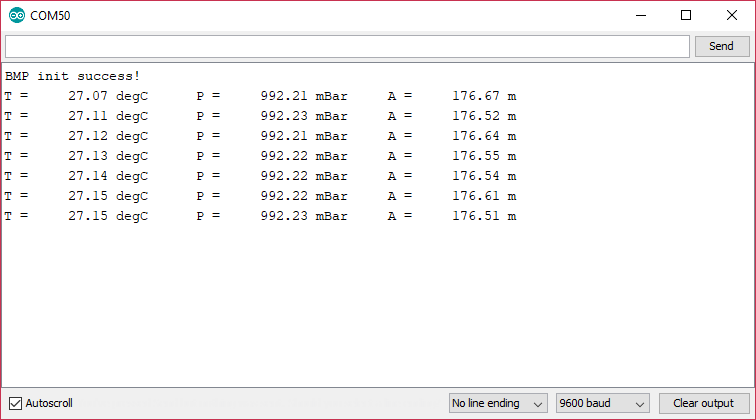 COM50
Send
BMP init success!
T = 27.07 degC P = 992.21 mBar A = 176.67 m
T = 27.11 degC P = 992.23 mBar A = 176.52 m
T = 27.12 degC P = 992.21 mBar A = 176.64 m
T = 27.13 degC P = 992.22 mBar A = 176.55 m
T = 27.14 degC P = 992.22 mBar A = 176.54 m
T = 27.15 degC P = 992.22 mBar A = 176.61 m
T = 27.15 degC P = 992.23 mBar A = 176.51 m
Autoscroll No line ending 9600 baud Clear output